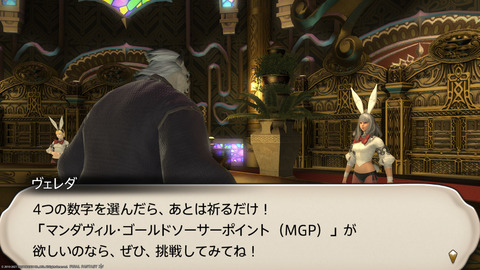 ヴェレダ
4つの数字を選んだら、あとは祈るだけ！
「マンダヴィル・ゴールドソーサーポイント（MGP）」が
欲しいのなら、ぜひ、挑戦してみてね！